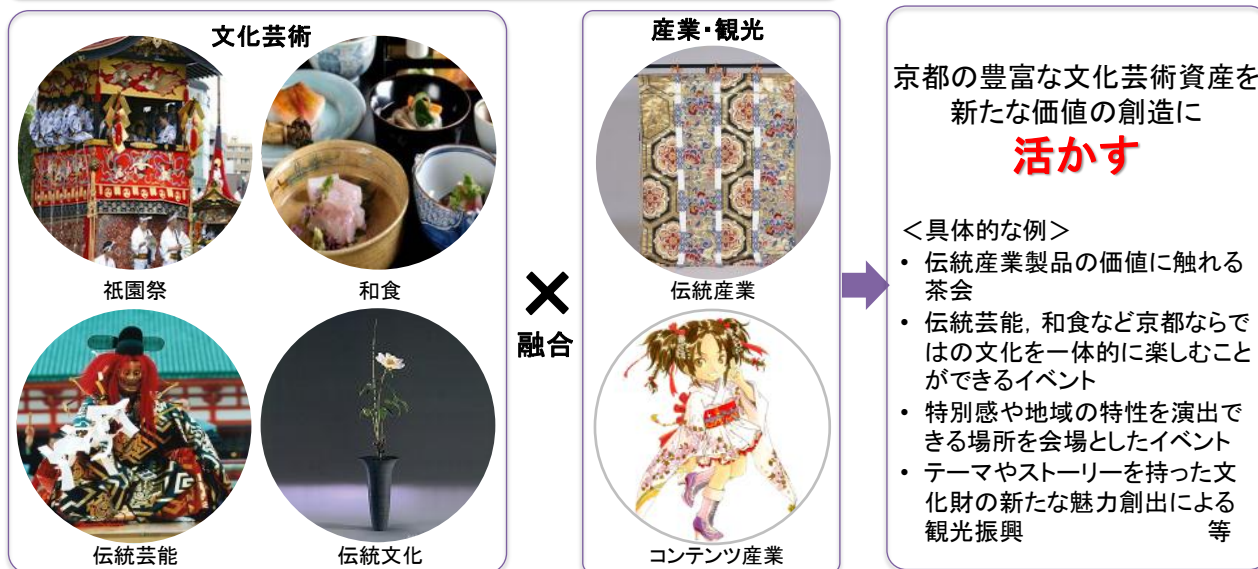 文化芸術
祇園祭
和食
伝統芸能
伝統文化
×
融合
産業・観光
伝統産業
コンテンツ産業
京都の豊富な文化芸術資産を
新たな価値の創造に
活かす
＜具体的な例＞
• 伝統産業製品の価値に触れる
茶会
• 伝統芸能，和食など京都ならで
はの文化を一体的に楽しむこと
ができるイベント
• 特別感や地域の特性を演出で
きる場所を会場としたイベント
• テーマやストーリーを持った文
化財の新たな魅力創出による
観光振興 等